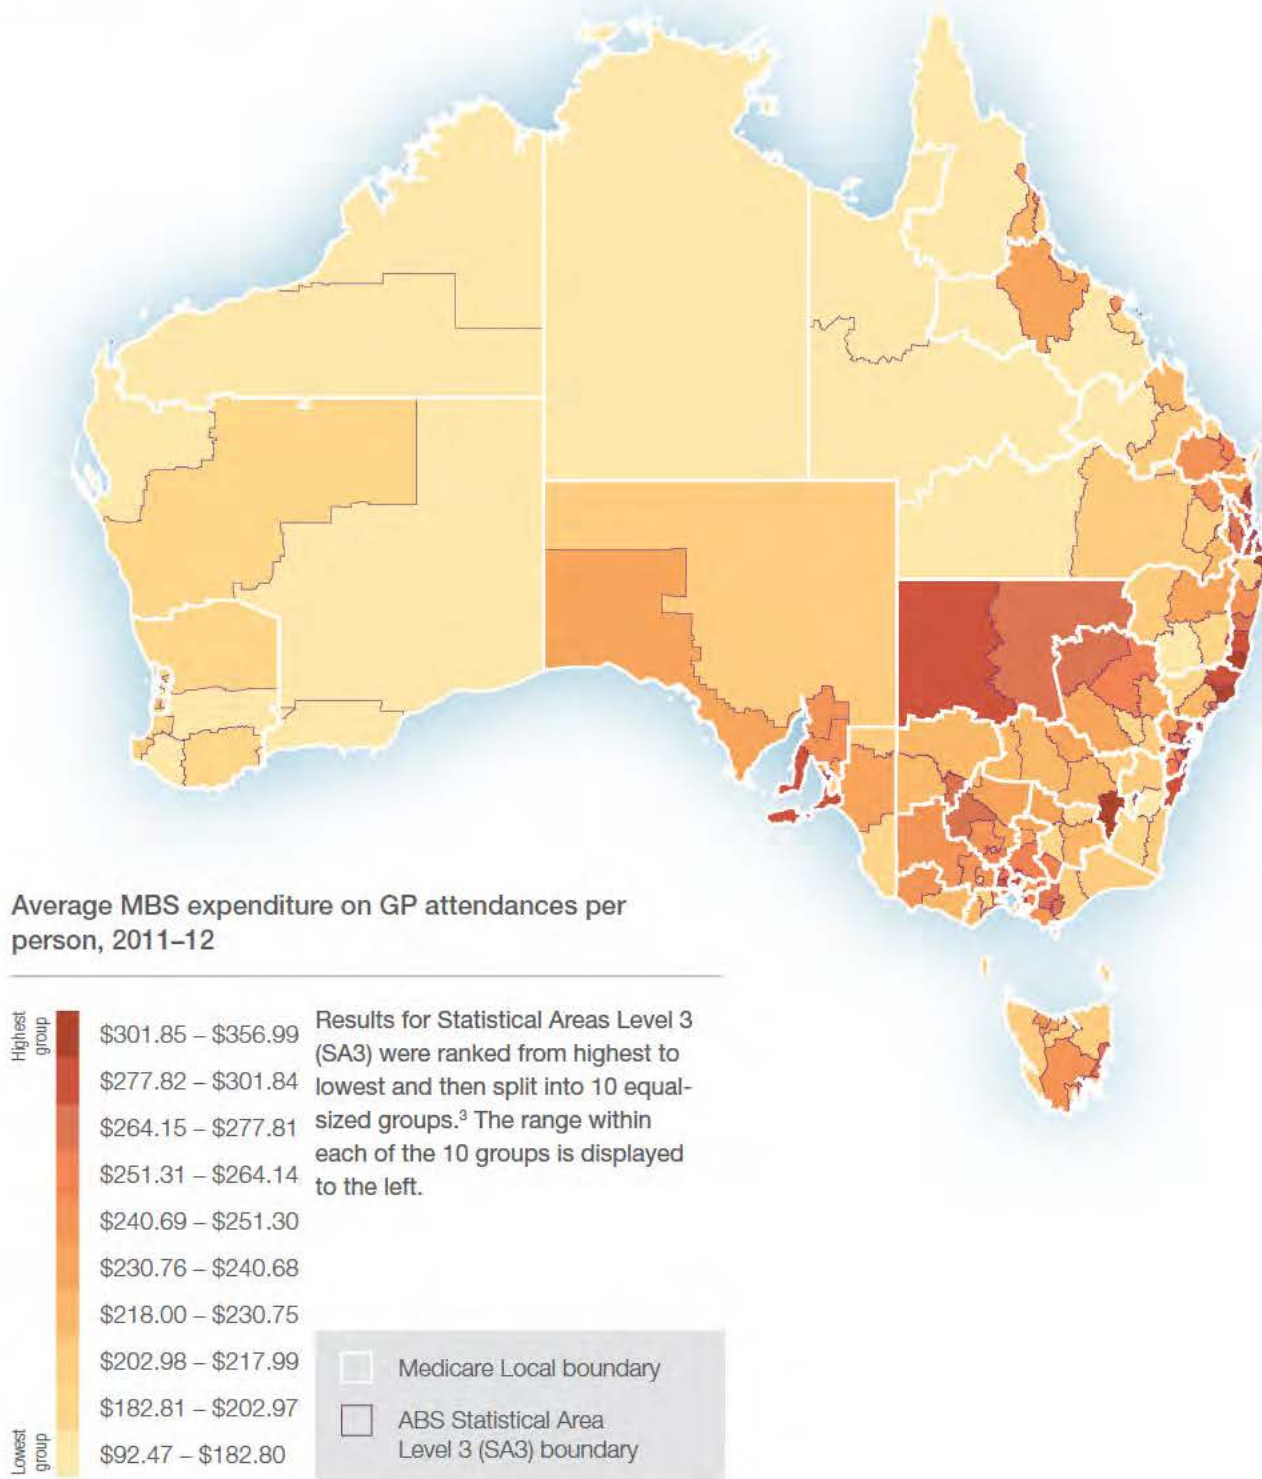 Average MBS expenditure on GP attendances per
person, 2011–12
Highest
group
$301.85 – $356.99
$277.82 – $301.84
$264.15 – $277.81
$251.31 – $264.14
$240.69 – $251.30
$230.76 – $240.68
$218.00 – $230.75
$202.98 – $217.99
$182.81 – $202.97
$92.47 – $182.80
Lowest
group
Results for Statistical Areas Level 3
(SA3) were ranked from highest to
lowest and then split into 10 equal-
sized groups.³ The range within
each of the 10 groups is displayed
to the left.
Medicare Local boundary
ABS Statistical Area
Level 3 (SA3) boundary